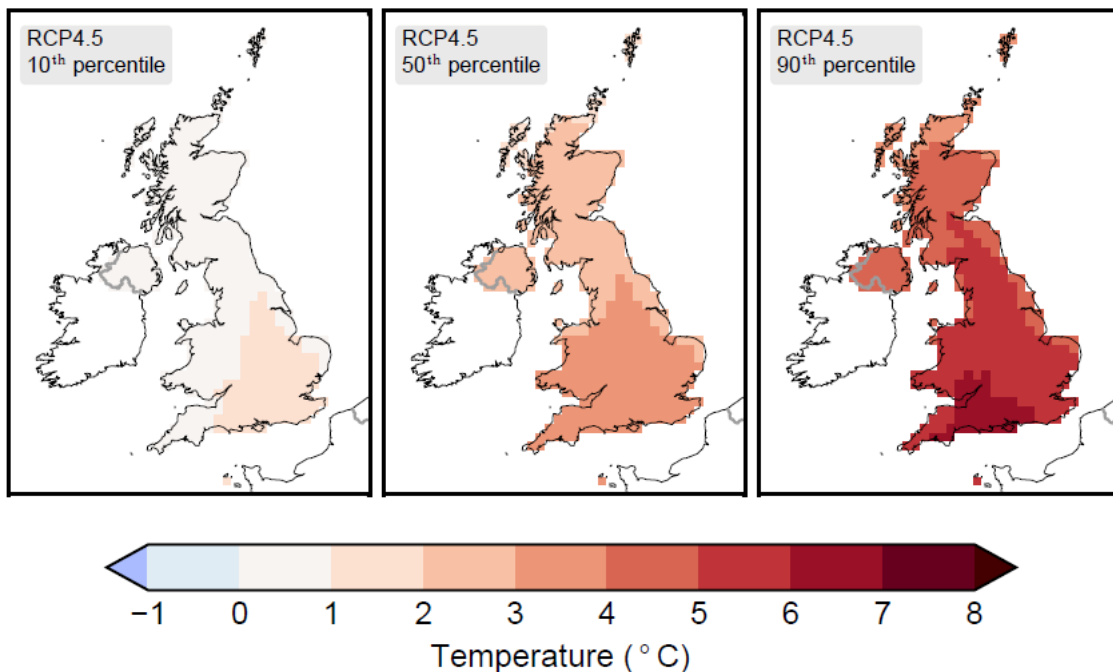 RCP4.5
10th percentile
RCP4.5
50th percentile
RCP4.5
90th percentile
−1 0 1 2 3 4 5 6 7 8
Temperature (°C)